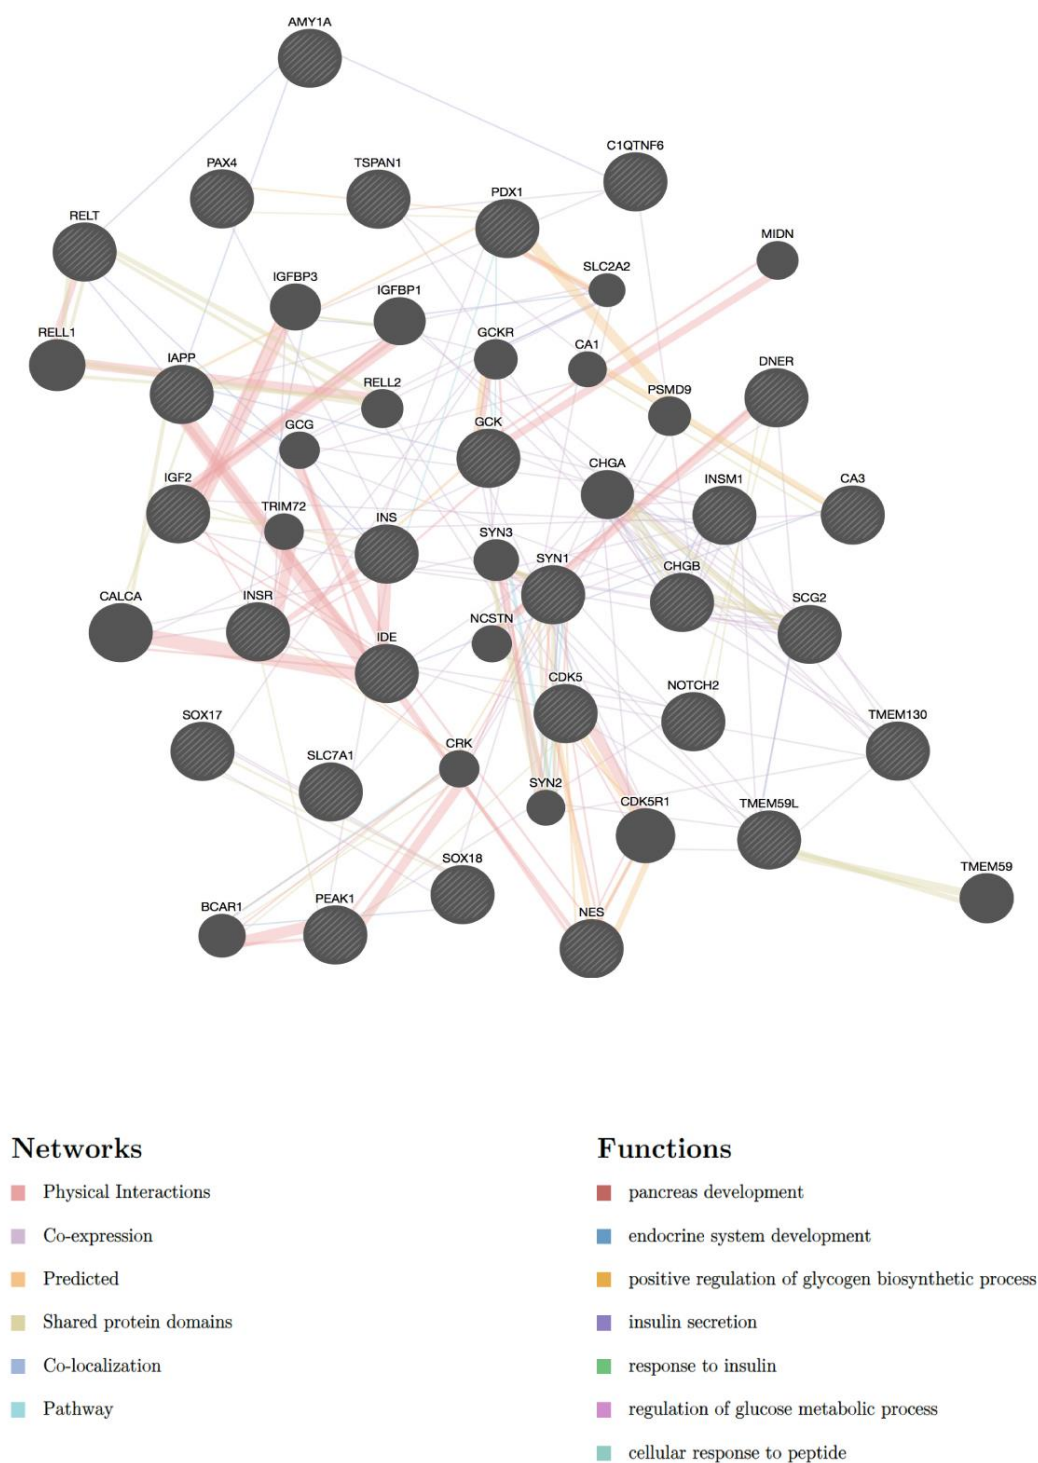 AMY1A
C1QTNF6
PAX4
TSPAN1
PDX1
RELT
MIDN
SLC2A2
IGFBP3
IGFBP1
GCKR
RELL1
CA1
IAPP
DNER
RELL2
PSMD9
GCG
GCK
CHGA
IGF2
INSM1
CA3
TRIM72
INS
SYN3
SYN1
CHGB
CALCA
INSR
SCG2
NCSTN
IDE
CDK5
NOTCH2
SOX17
TMEM130
CRK
SLC7A1
SYN2
CDK5R1
TMEM59L
SOX18
TMEM59
BCAR1
PEAK1
NES
Networks
Physical Interactions
Co-expression
Predicted
Shared protein domains
Co-localization
Pathway
Functions
pancreas development
endocrine system development
positive regulation of glycogen biosynthetic process
insulin secretion
response to insulin
regulation of glucose metabolic process
cellular response to peptide